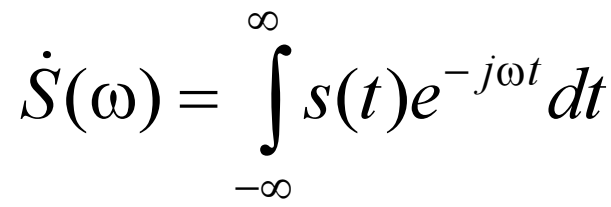 Ṡ(ω) = ∫_{-∞}^{∞} s(t)e^{-jωt} dt